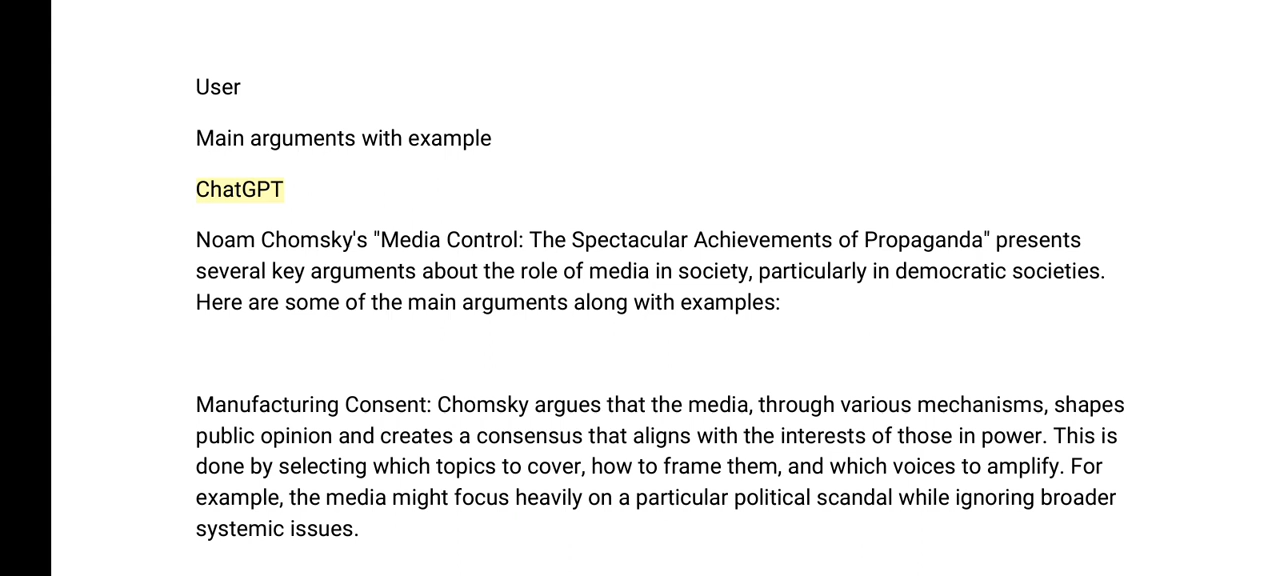 User
Main arguments with example
ChatGPT
Noam Chomsky's "Media Control: The Spectacular Achievements of Propaganda" presents
several key arguments about the role of media in society, particularly in democratic societies.
Here are some of the main arguments along with examples:
Manufacturing Consent: Chomsky argues that the media, through various mechanisms, shapes
public opinion and creates a consensus that aligns with the interests of those in power. This is
done by selecting which topics to cover, how to frame them, and which voices to amplify. For
example, the media might focus heavily on a particular political scandal while ignoring broader
systemic issues.